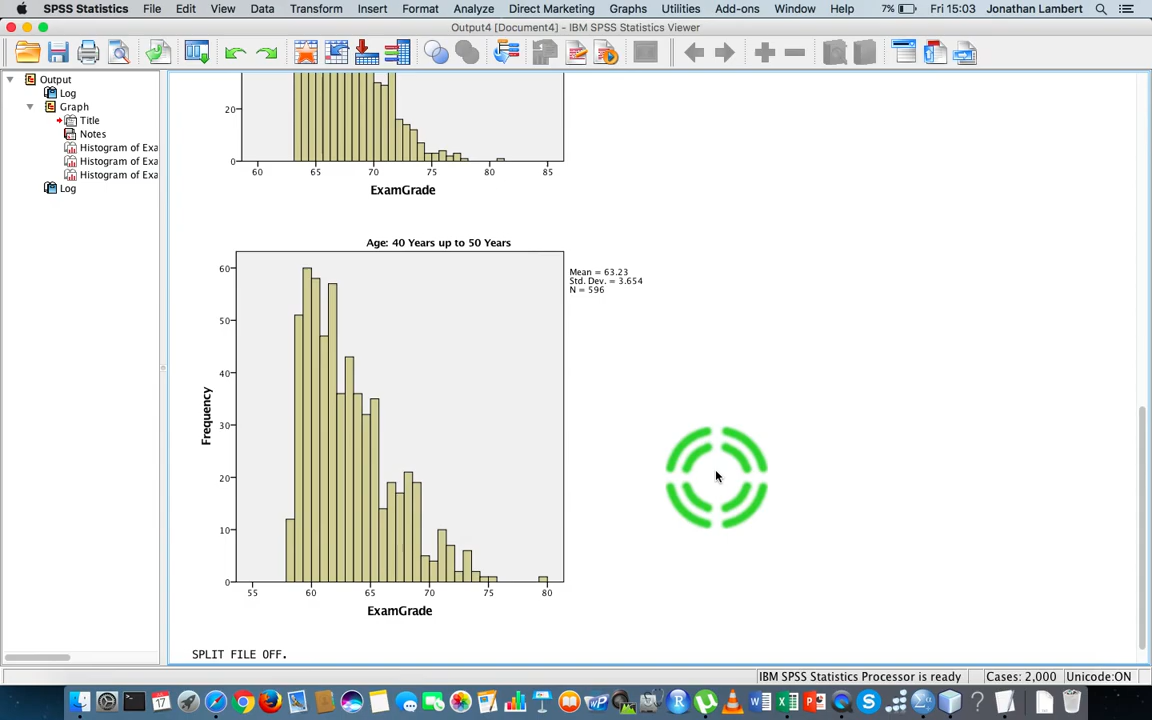 SPSS Statistics File Edit View Data Transform Insert Format Analyze Direct Marketing Graphs Utilities Add-ons Window Help 7% Fri 15:03 Jonathan Lambert
Output4 [Document4] - IBM SPSS Statistics Viewer
Output
Log
Graph
Title
Notes
Histogram of Exa
Histogram of Exa
Histogram of Exa
Log
20
0
60 65 70 75 80 85
ExamGrade
Age: 40 Years up to 50 Years
Mean = 63.23
Std. Dev. = 3.654
N = 596
Frequency
60
50
40
30
20
10
0
55 60 65 70 75 80
ExamGrade
SPLIT FILE OFF.
IBM SPSS Statistics Processor is ready Cases: 2,000 Unicode:ON